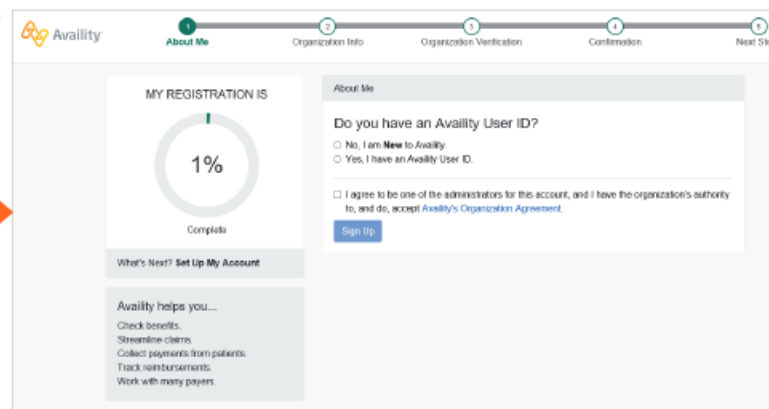 Availity
1
2
3
4
5
About Me
Organization Info
Organization Verification
Confirmation
Next
MY REGISTRATION IS
1%
Complete
What's Next? Set Up My Account
Availity helps you...
Check benefits.
Streamline claims.
Collect payments from patients.
Track reimbursements.
Work with many payers.
About Me
Do you have an Availity User ID?
No, I am New to Availity.
Yes, I have an Availity User ID.
I agree to be one of the administrators for this account, and I have the organization's authority
to, and do, accept Availity's Organization Agreement.
Sign Up